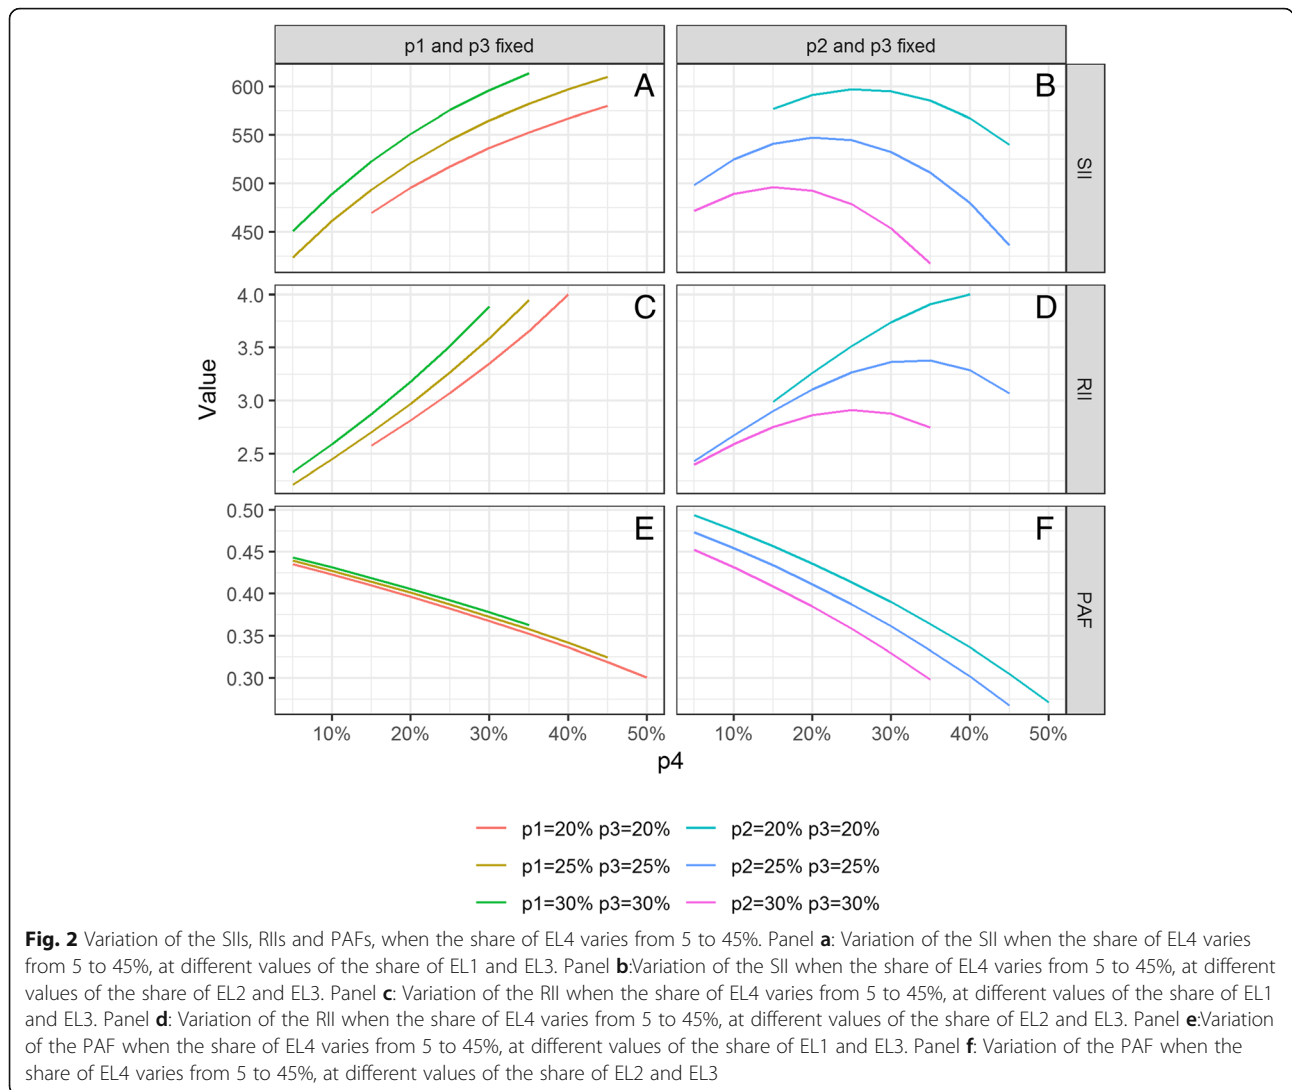 p1 and p3 fixed
p2 and p3 fixed
A
B
600
550
500
450
SII
C
D
4.0
3.5
3.0
2.5
RII
Value
E
F
0.50
0.45
0.40
0.35
0.30
PAF
10% 20% 30% 40% 50% 10% 20% 30% 40% 50%
p4
p1=20% p3=20% p2=20% p3=20%
p1=25% p3=25% p2=25% p3=25%
p1=30% p3=30% p2=30% p3=30%
Fig. 2 Variation of the SIIs, RIIs and PAFs, when the share of EL4 varies from 5 to 45%. Panel a: Variation of the SII when the share of EL4 varies
from 5 to 45%, at different values of the share of EL1 and EL3. Panel b:Variation of the SII when the share of EL4 varies from 5 to 45%, at different
values of the share of EL2 and EL3. Panel c: Variation of the RII when the share of EL4 varies from 5 to 45%, at different values of the share of EL1
and EL3. Panel d: Variation of the RII when the share of EL4 varies from 5 to 45%, at different values of the share of EL2 and EL3. Panel e:Variation
of the PAF when the share of EL4 varies from 5 to 45%, at different values of the share of EL1 and EL3. Panel f: Variation of the PAF when the
share of EL4 varies from 5 to 45%, at different values of the share of EL2 and EL3